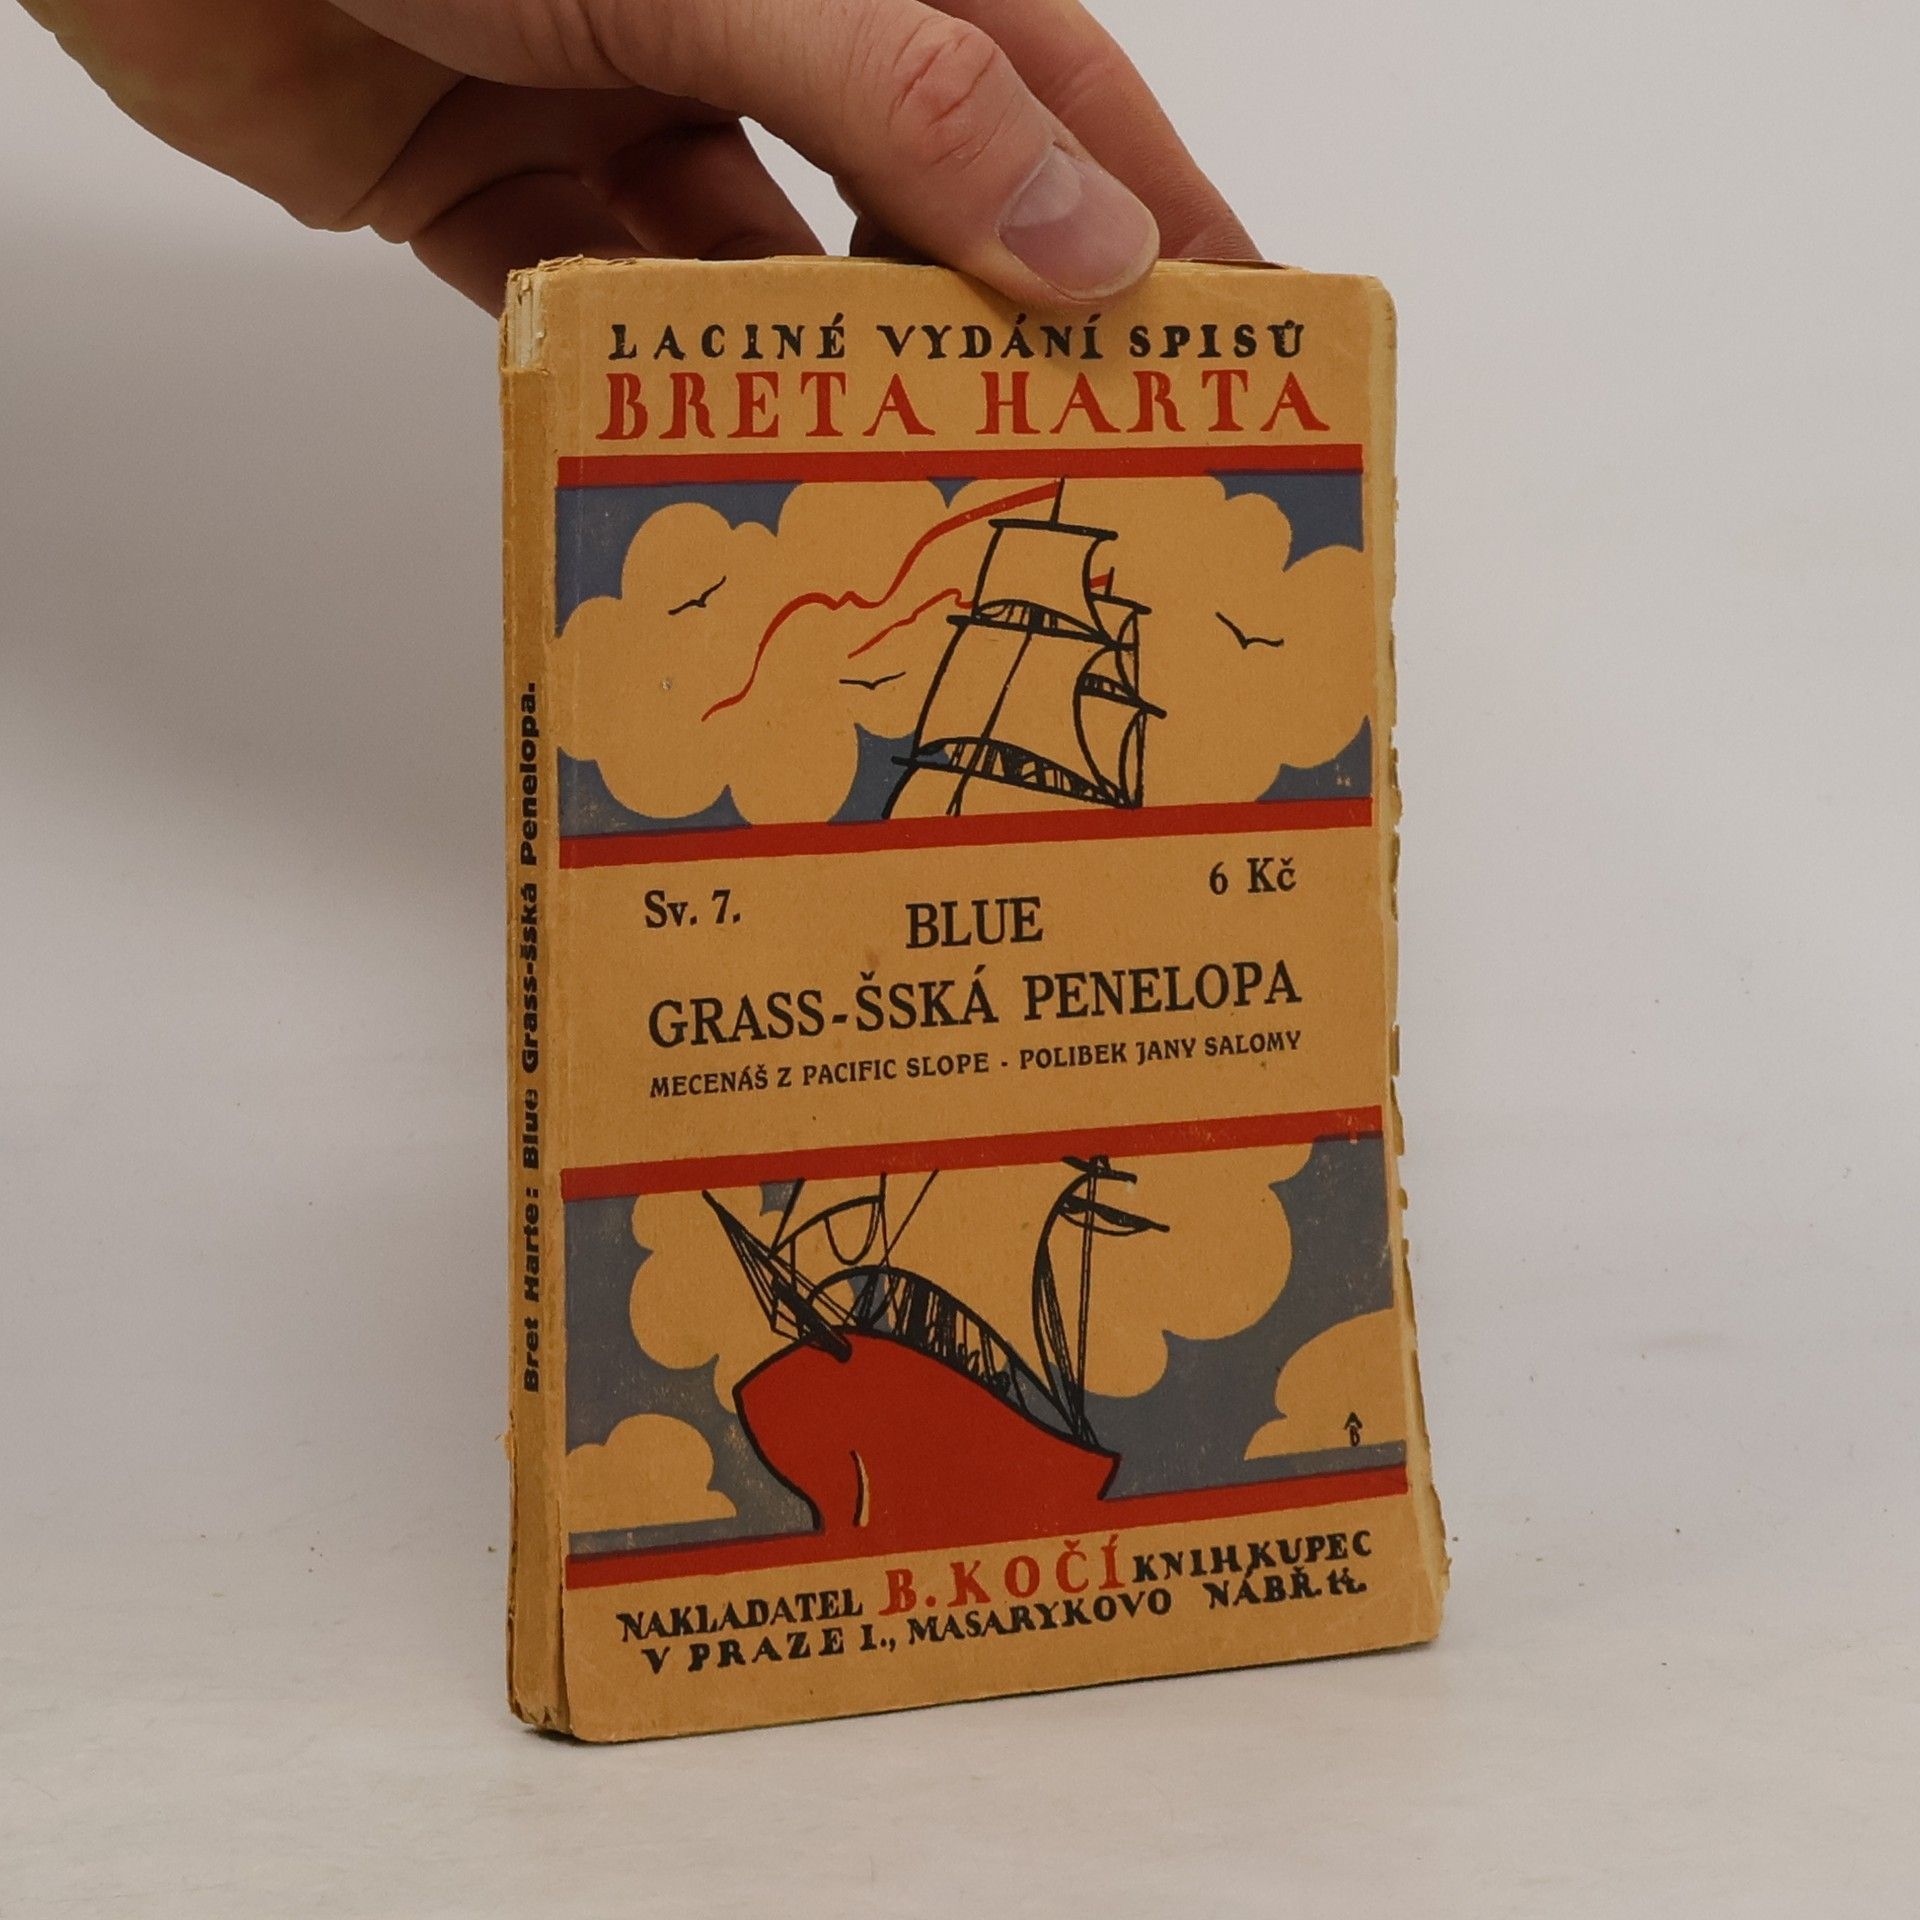 LACINÉ VYDÁNÍ SPISŮ
BRETA HARTA
Sv. 7.
6 Kč
BLUE
GRASS-ŠSKÁ PENELOPA
MECENÁŠ Z PACIFIC SLOPE - POLIBEK JANY SALOMY
NAKLADATEL B. KOČÍ KNIHKUPEC
V PRAZE I., MASARYKOVO NÁBŘ.
Bret Harte: Blue Grass-šská Penelopa.